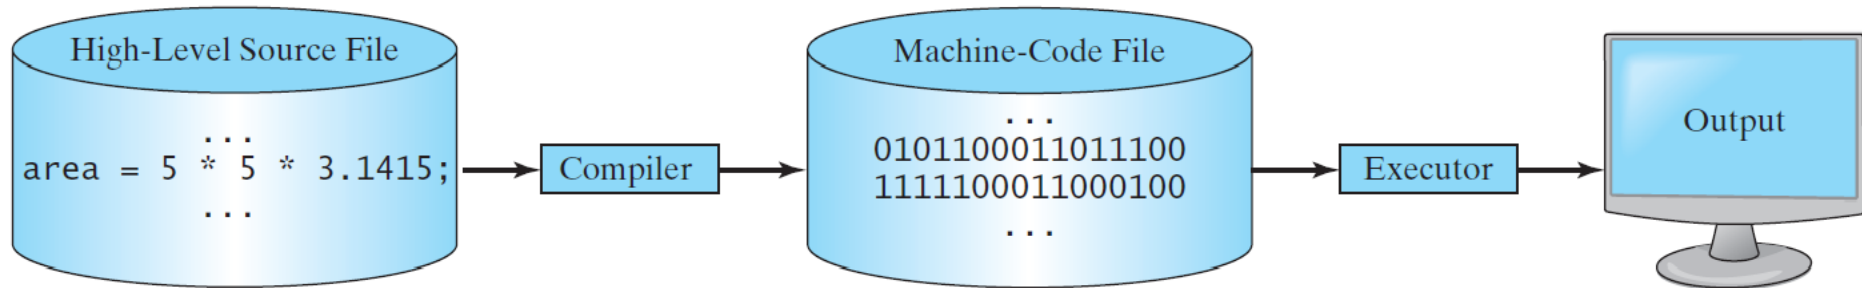 High-Level Source File
...
area = 5 * 5 * 3.1415;
...
Compiler
Machine-Code File
...
0101100011011100
1111100011000100
...
Executor
Output